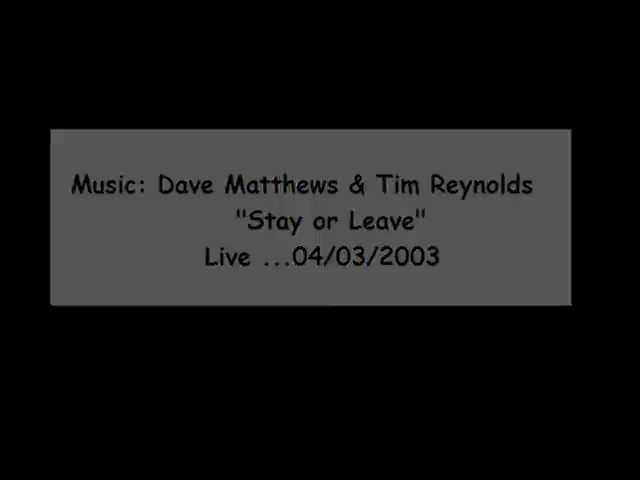 Music: Dave Matthews & Tim Reynolds
"Stay or Leave"
Live ...04/03/2003